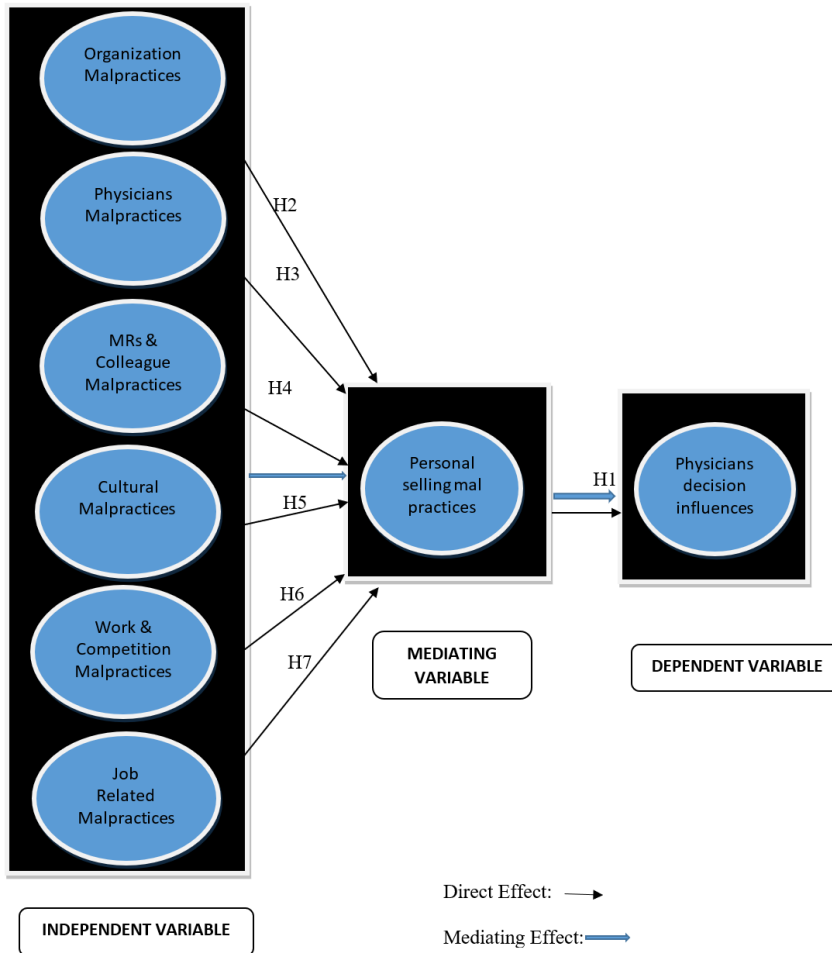 Organization
Malpractices
Physicians
Malpractices
MRs &
Colleague
Malpractices
Cultural
Malpractices
Work &
Competition
Malpractices
Job
Related
Malpractices
INDEPENDENT VARIABLE
H2
H3
H4
H5
H6
H7
Personal
selling mal
practices
MEDIATING
VARIABLE
H1
Physicians
decision
influences
DEPENDENT VARIABLE
Direct Effect:
Mediating Effect: